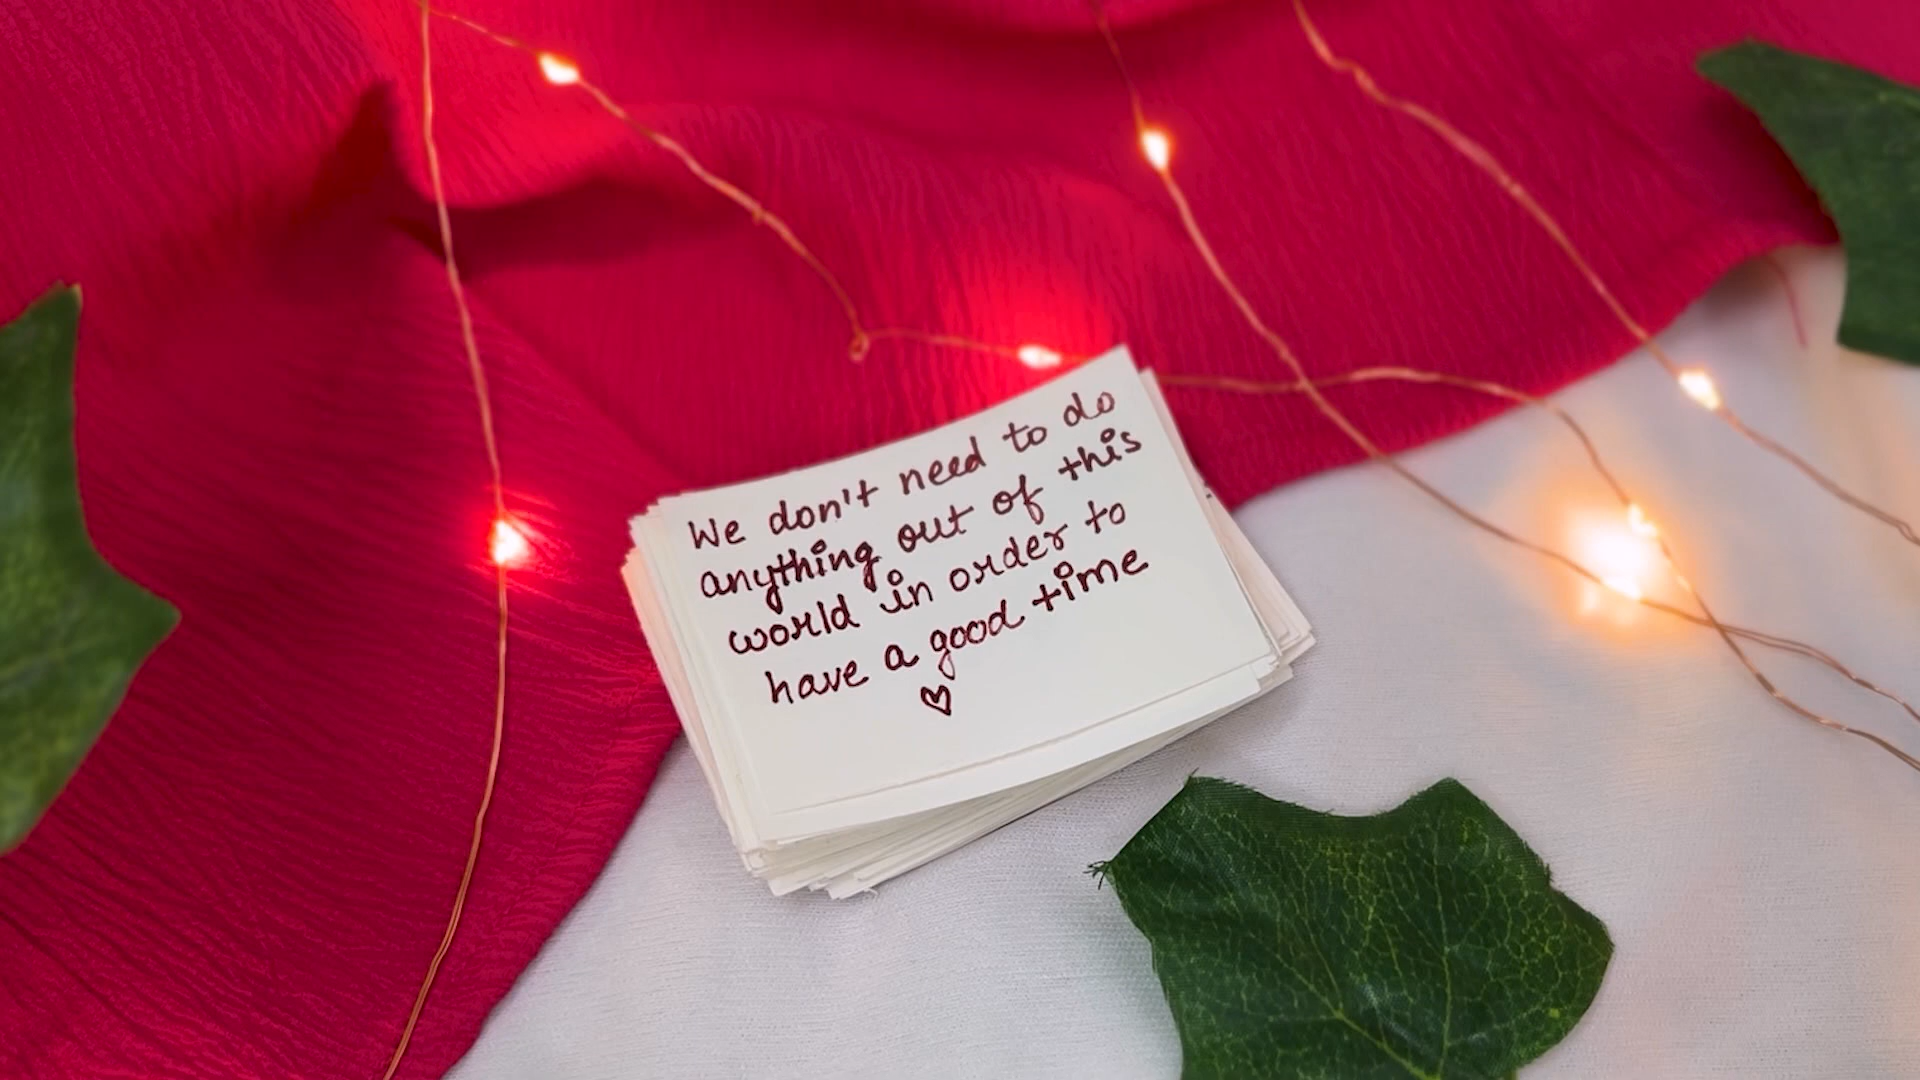 We don't need to do
anything out of this
world in order to
have a good time
♡